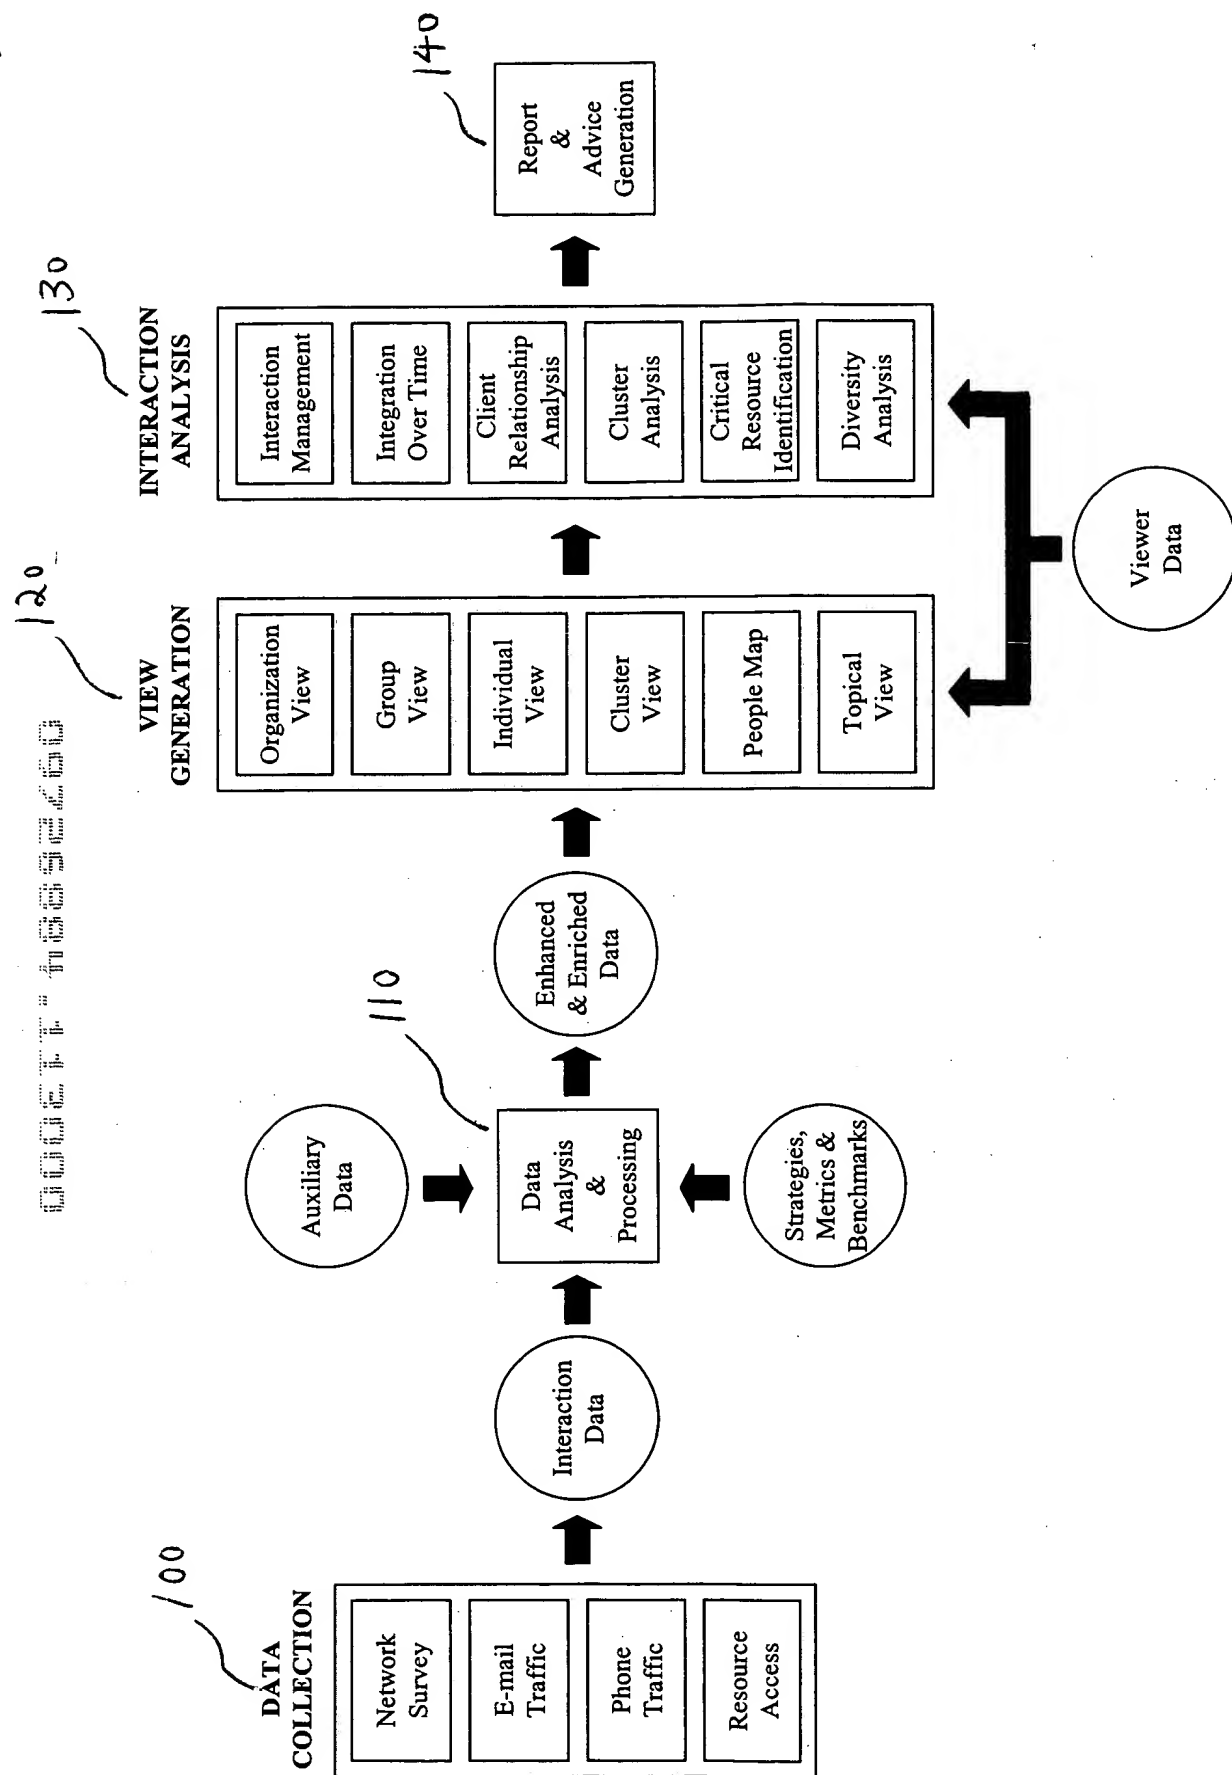 100
DATA
COLLECTION
Network
Survey
E-mail
Traffic
Phone
Traffic
Resource
Access
Interaction
Data
Auxiliary
Data
110
Data
Analysis
&
Processing
Strategies,
Metrics &
Benchmarks
Enhanced
& Enriched
Data
120
VIEW
GENERATION
Organization
View
Group
View
Individual
View
Cluster
View
People Map
Topical
View
130
INTERACTION
ANALYSIS
Interaction
Management
Integration
Over Time
Client
Relationship
Analysis
Cluster
Analysis
Critical
Resource
Identification
Diversity
Analysis
Viewer
Data
140
Report
&
Advice
Generation